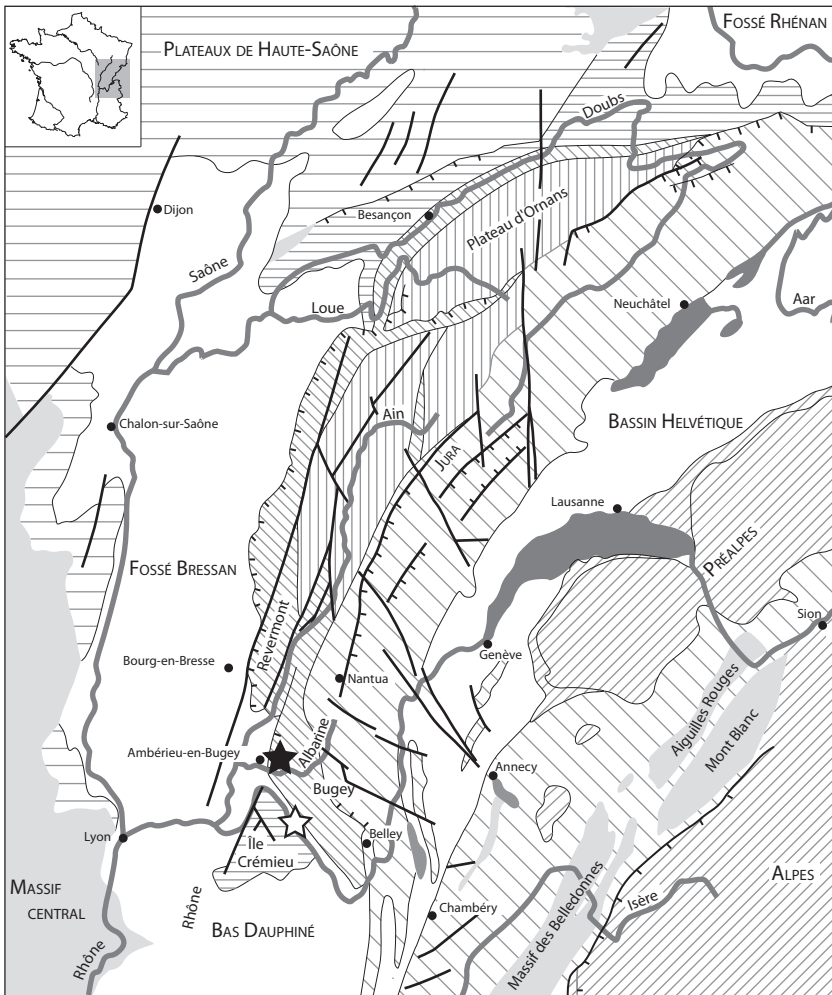 FOSSÉ RHÉNAN
PLATEAUX DE HAUTE-SAÔNE
Doubs
Dijon
Besançon
Plateau d'Ornans
Saône
Loue
Neuchâtel
Aar
Ain
Chalon-sur-Saône
BASSIN HELVÉTIQUE
JURA
Lausanne
PRÉALPES
FOSSÉ BRESSAN
Revermont
Sion
Genève
Bourg-en-Bresse
Nantua
Aiguilles Rouges
Mont Blanc
Albarine
Ambérieu-en-Bugey
Annecy
Bugey
Lyon
Belley
Île
Crémieu
MASSIF
CENTRAL
ALPES
Rhône
Isère
Chambéry
BAS DAUPHINÉ
Massif des Belledonnes
Rhône